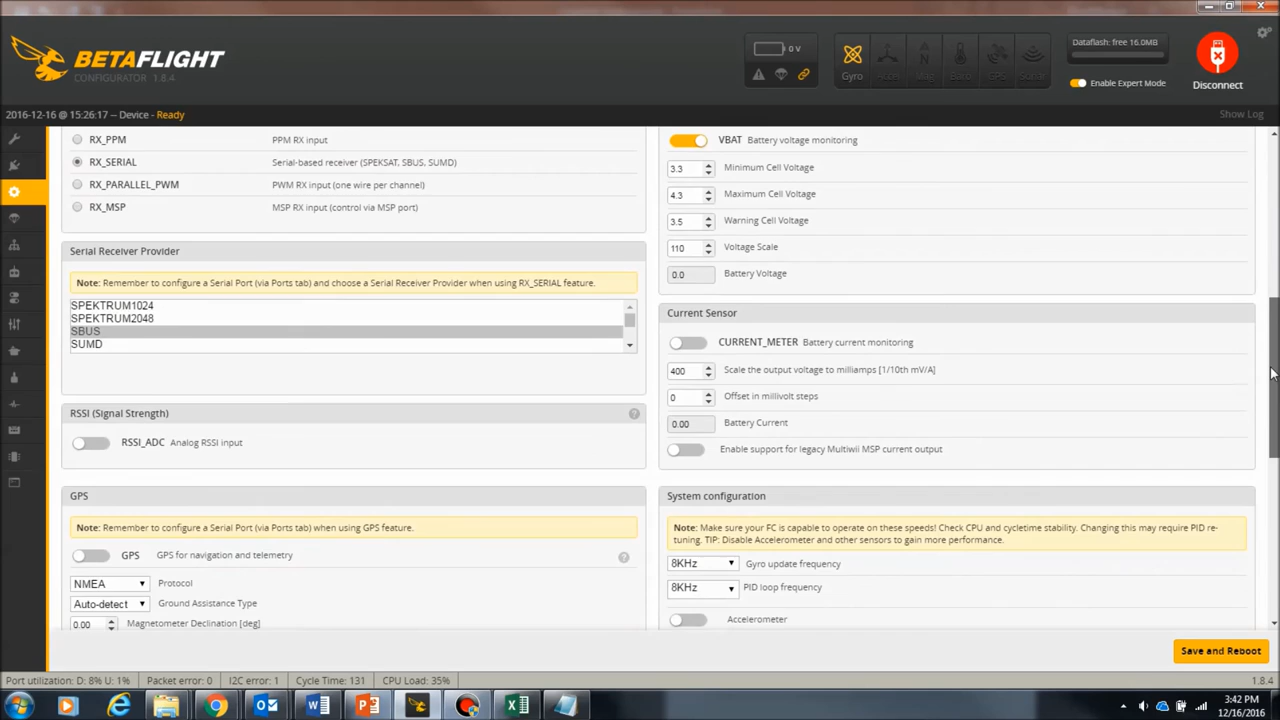 BETAFLIGHT
CONFIGURATOR 1.8.4
0 V
Gyro
Accel
Mag
Baro
GPS
Sonar
Dataflash: free 16.0MB
Enable Expert Mode
Disconnect
2016-12-16 @ 15:26:17 -- Device - Ready
Show Log
RX_PPM PPM RX input
RX_SERIAL Serial-based receiver (SPEKSAT, SBUS, SUMD)
RX_PARALLEL_PWM PWM RX input (one wire per channel)
RX_MSP MSP RX input (control via MSP port)
Serial Receiver Provider
Note: Remember to configure a Serial Port (via Ports tab) and choose a Serial Receiver Provider when using RX_SERIAL feature.
SPEKTRUM1024
SPEKTRUM2048
SBUS
SUMD
RSSI (Signal Strength)
?
RSSI_ADC Analog RSSI input
GPS
Note: Remember to configure a Serial Port (via Ports tab) when using GPS feature.
GPS GPS for navigation and telemetry
?
NMEA Protocol
Auto-detect Ground Assistance Type
0.00 Magnetometer Declination [deg]
VBAT Battery voltage monitoring
3.3 Minimum Cell Voltage
4.3 Maximum Cell Voltage
3.5 Warning Cell Voltage
110 Voltage Scale
0.0 Battery Voltage
Current Sensor
CURRENT_METER Battery current monitoring
400 Scale the output voltage to milliamps [1/10th mV/A]
0 Offset in millivolt steps
0.00 Battery Current
Enable support for legacy Multiwii MSP current output
System configuration
Note: Make sure your FC is capable to operate on these speeds! Check CPU and cycletime stability. Changing this may require PID re-
tuning. TIP: Disable Accelerometer and other sensors to gain more performance.
8KHz Gyro update frequency
8KHz PID loop frequency
Accelerometer
Save and Reboot
Port utilization: D: 8% U: 1%
Packet error: 0
I2C error: 1
Cycle Time: 131
CPU Load: 35%
1.8.4
3:42 PM
12/16/2016